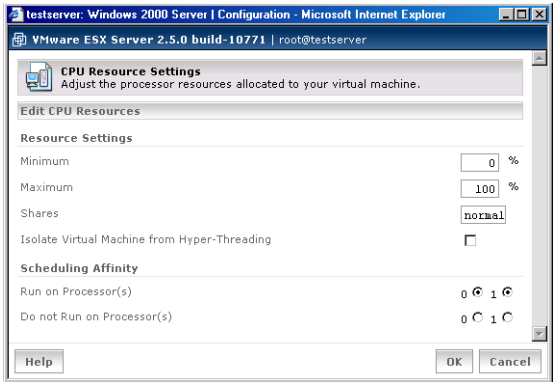 testserver: Windows 2000 Server | Configuration - Microsoft Internet Explorer
VMware ESX Server 2.5.0 build-10771 | root@testserver
CPU Resource Settings
Adjust the processor resources allocated to your virtual machine.
Edit CPU Resources
Resource Settings
Minimum 0 %
Maximum 100 %
Shares normal
Isolate Virtual Machine from Hyper-Threading
Scheduling Affinity
Run on Processor(s) 0 1
Do not Run on Processor(s) 0 1
Help OK Cancel